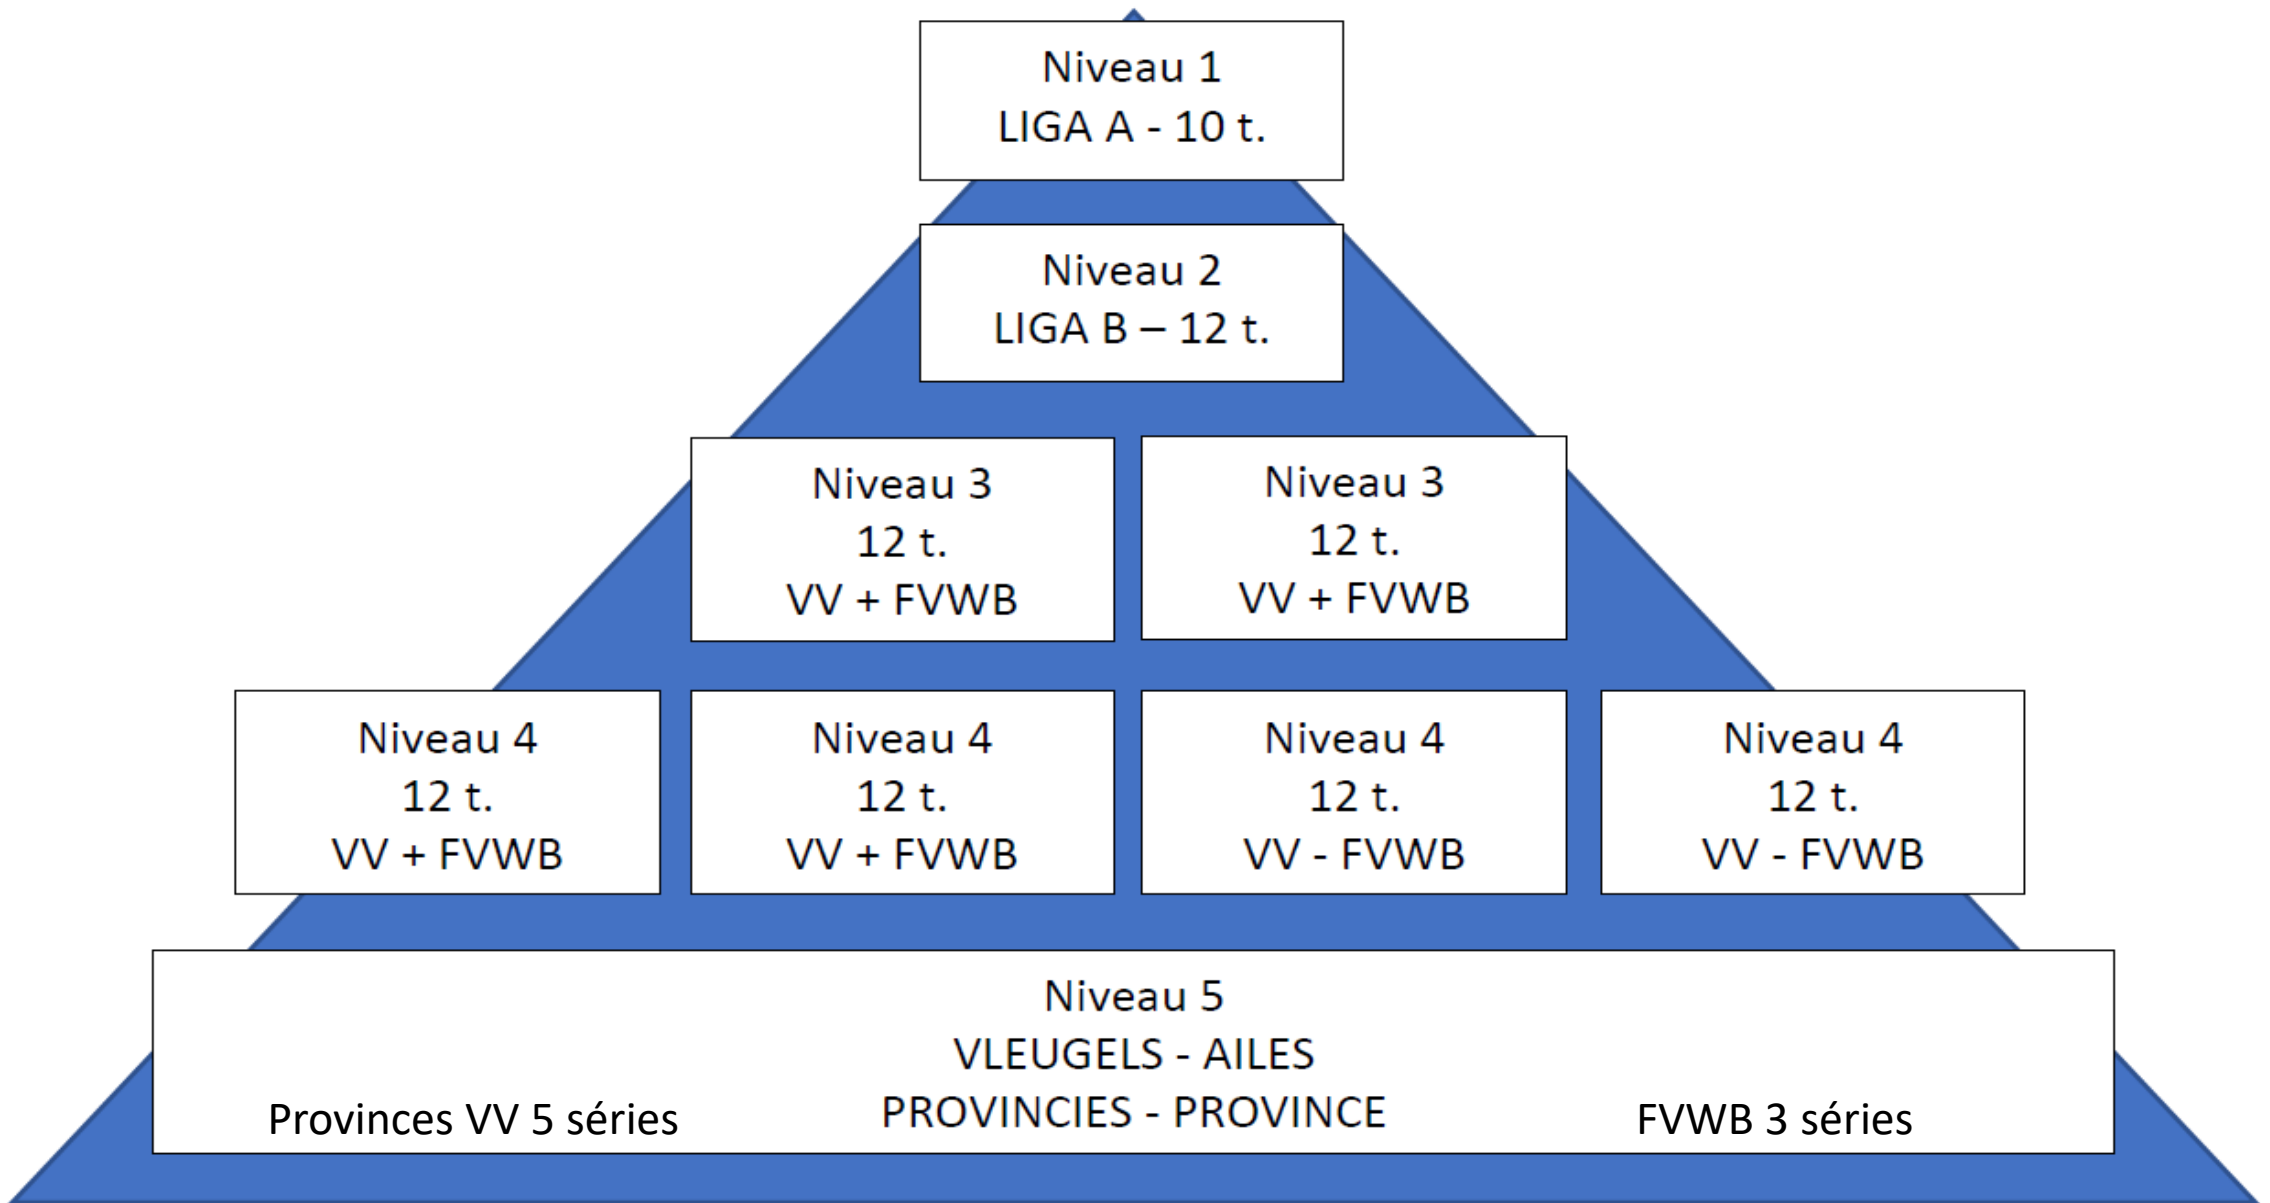 Niveau 1
LIGA A - 10 t.
Niveau 2
LIGA B – 12 t.
Niveau 3
12 t.
VV + FVWB
Niveau 3
12 t.
VV + FVWB
Niveau 4
12 t.
VV + FVWB
Niveau 4
12 t.
VV + FVWB
Niveau 4
12 t.
VV - FVWB
Niveau 4
12 t.
VV - FVWB
Niveau 5
VLEUGELS - AILES
PROVINCIES - PROVINCE
Provinces VV 5 séries
FVWB 3 séries